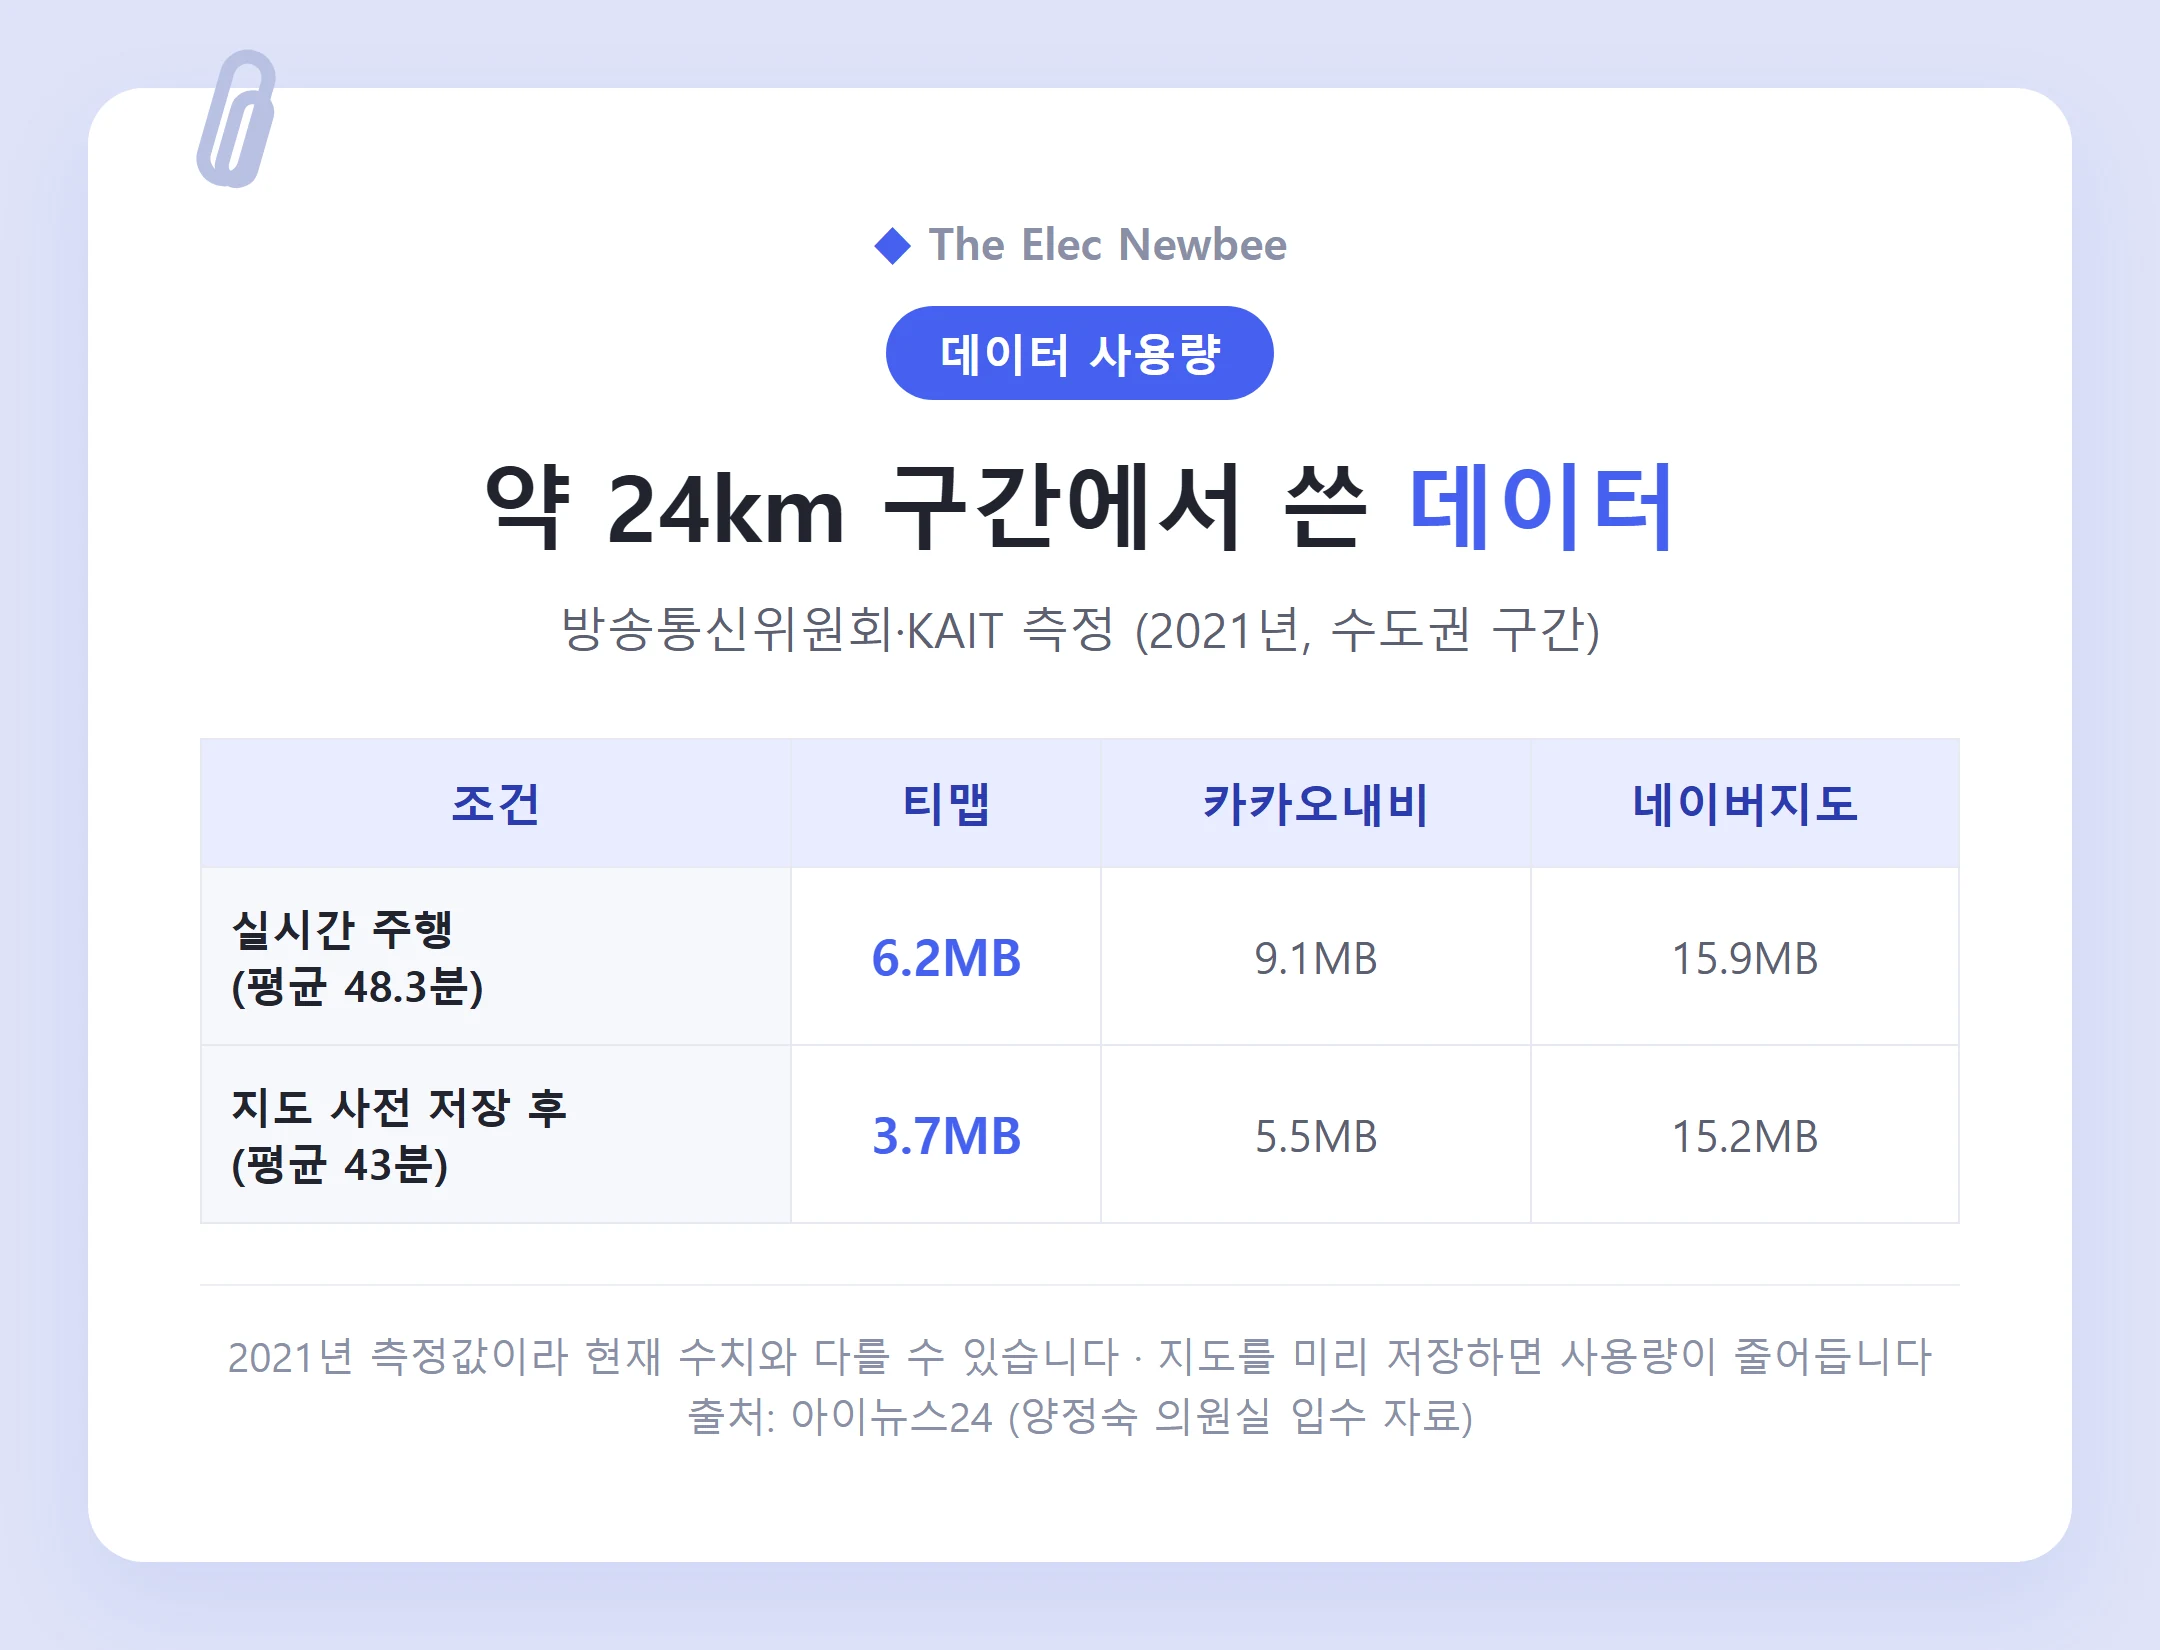 The Elec Newbee
데이터 사용량
약 24km 구간에서 쓴 데이터
방송통신위원회·KAIT 측정 (2021년, 수도권 구간)
조건 티맵 카카오내비 네이버지도
실시간 주행
(평균 48.3분) 6.2MB 9.1MB 15.9MB
지도 사전 저장 후
(평균 43분) 3.7MB 5.5MB 15.2MB
2021년 측정값이라 현재 수치와 다를 수 있습니다 · 지도를 미리 저장하면 사용량이 줄어듭니다
출처: 아이뉴스24 (양정숙 의원실 입수 자료)